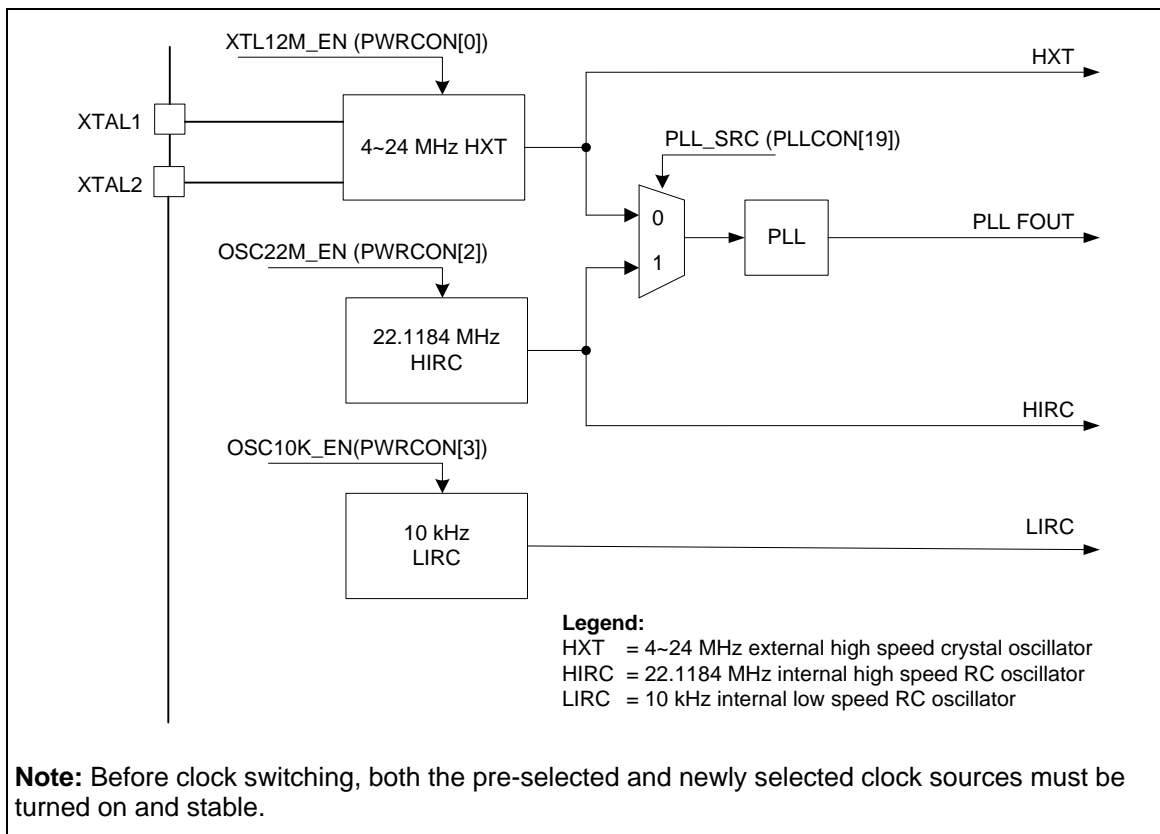 XTL12M_EN (PWRCON[0])
HXT
XTAL1
4~24 MHz HXT
PLL_SRC (PLLCON[19])
XTAL2
0
PLL
PLL FOUT
1
OSC22M_EN (PWRCON[2])
22.1184 MHz
HIRC
HIRC
OSC10K_EN(PWRCON[3])
10 kHz
LIRC
LIRC
Legend:
HXT = 4~24 MHz external high speed crystal oscillator
HIRC = 22.1184 MHz internal high speed RC oscillator
LIRC = 10 kHz internal low speed RC oscillator
Note: Before clock switching, both the pre-selected and newly selected clock sources must be
turned on and stable.